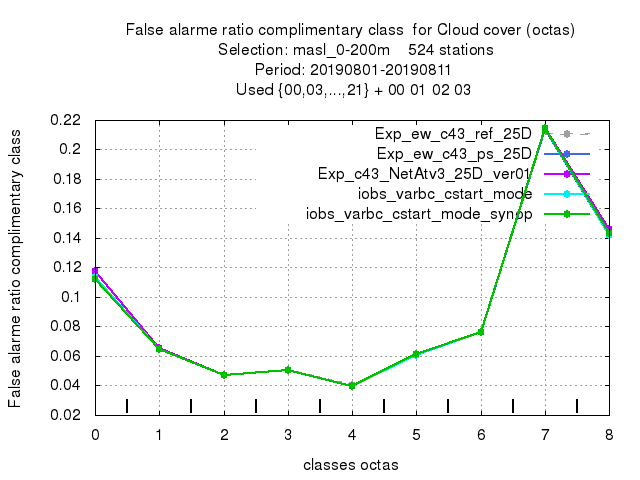 False alarme ratio complimentary class  for Cloud cover (octas)
Selection: masl_0-200m    524 stations
Period: 20190801-20190811
Used {00,03,...,21} + 00 01 02 03
False alarme ratio complimentary class
0.22
0.2
0.18
0.16
0.14
0.12
0.1
0.08
0.06
0.04
0.02
Exp_ew_c43_ref_25D
Exp_ew_c43_ps_25D
Exp_c43_NetAtv3_25D_ver01
iobs_varbc_cstart_mode
iobs_varbc_cstart_mode_synop
0 1 2 3 4 5 6 7 8
classes octas